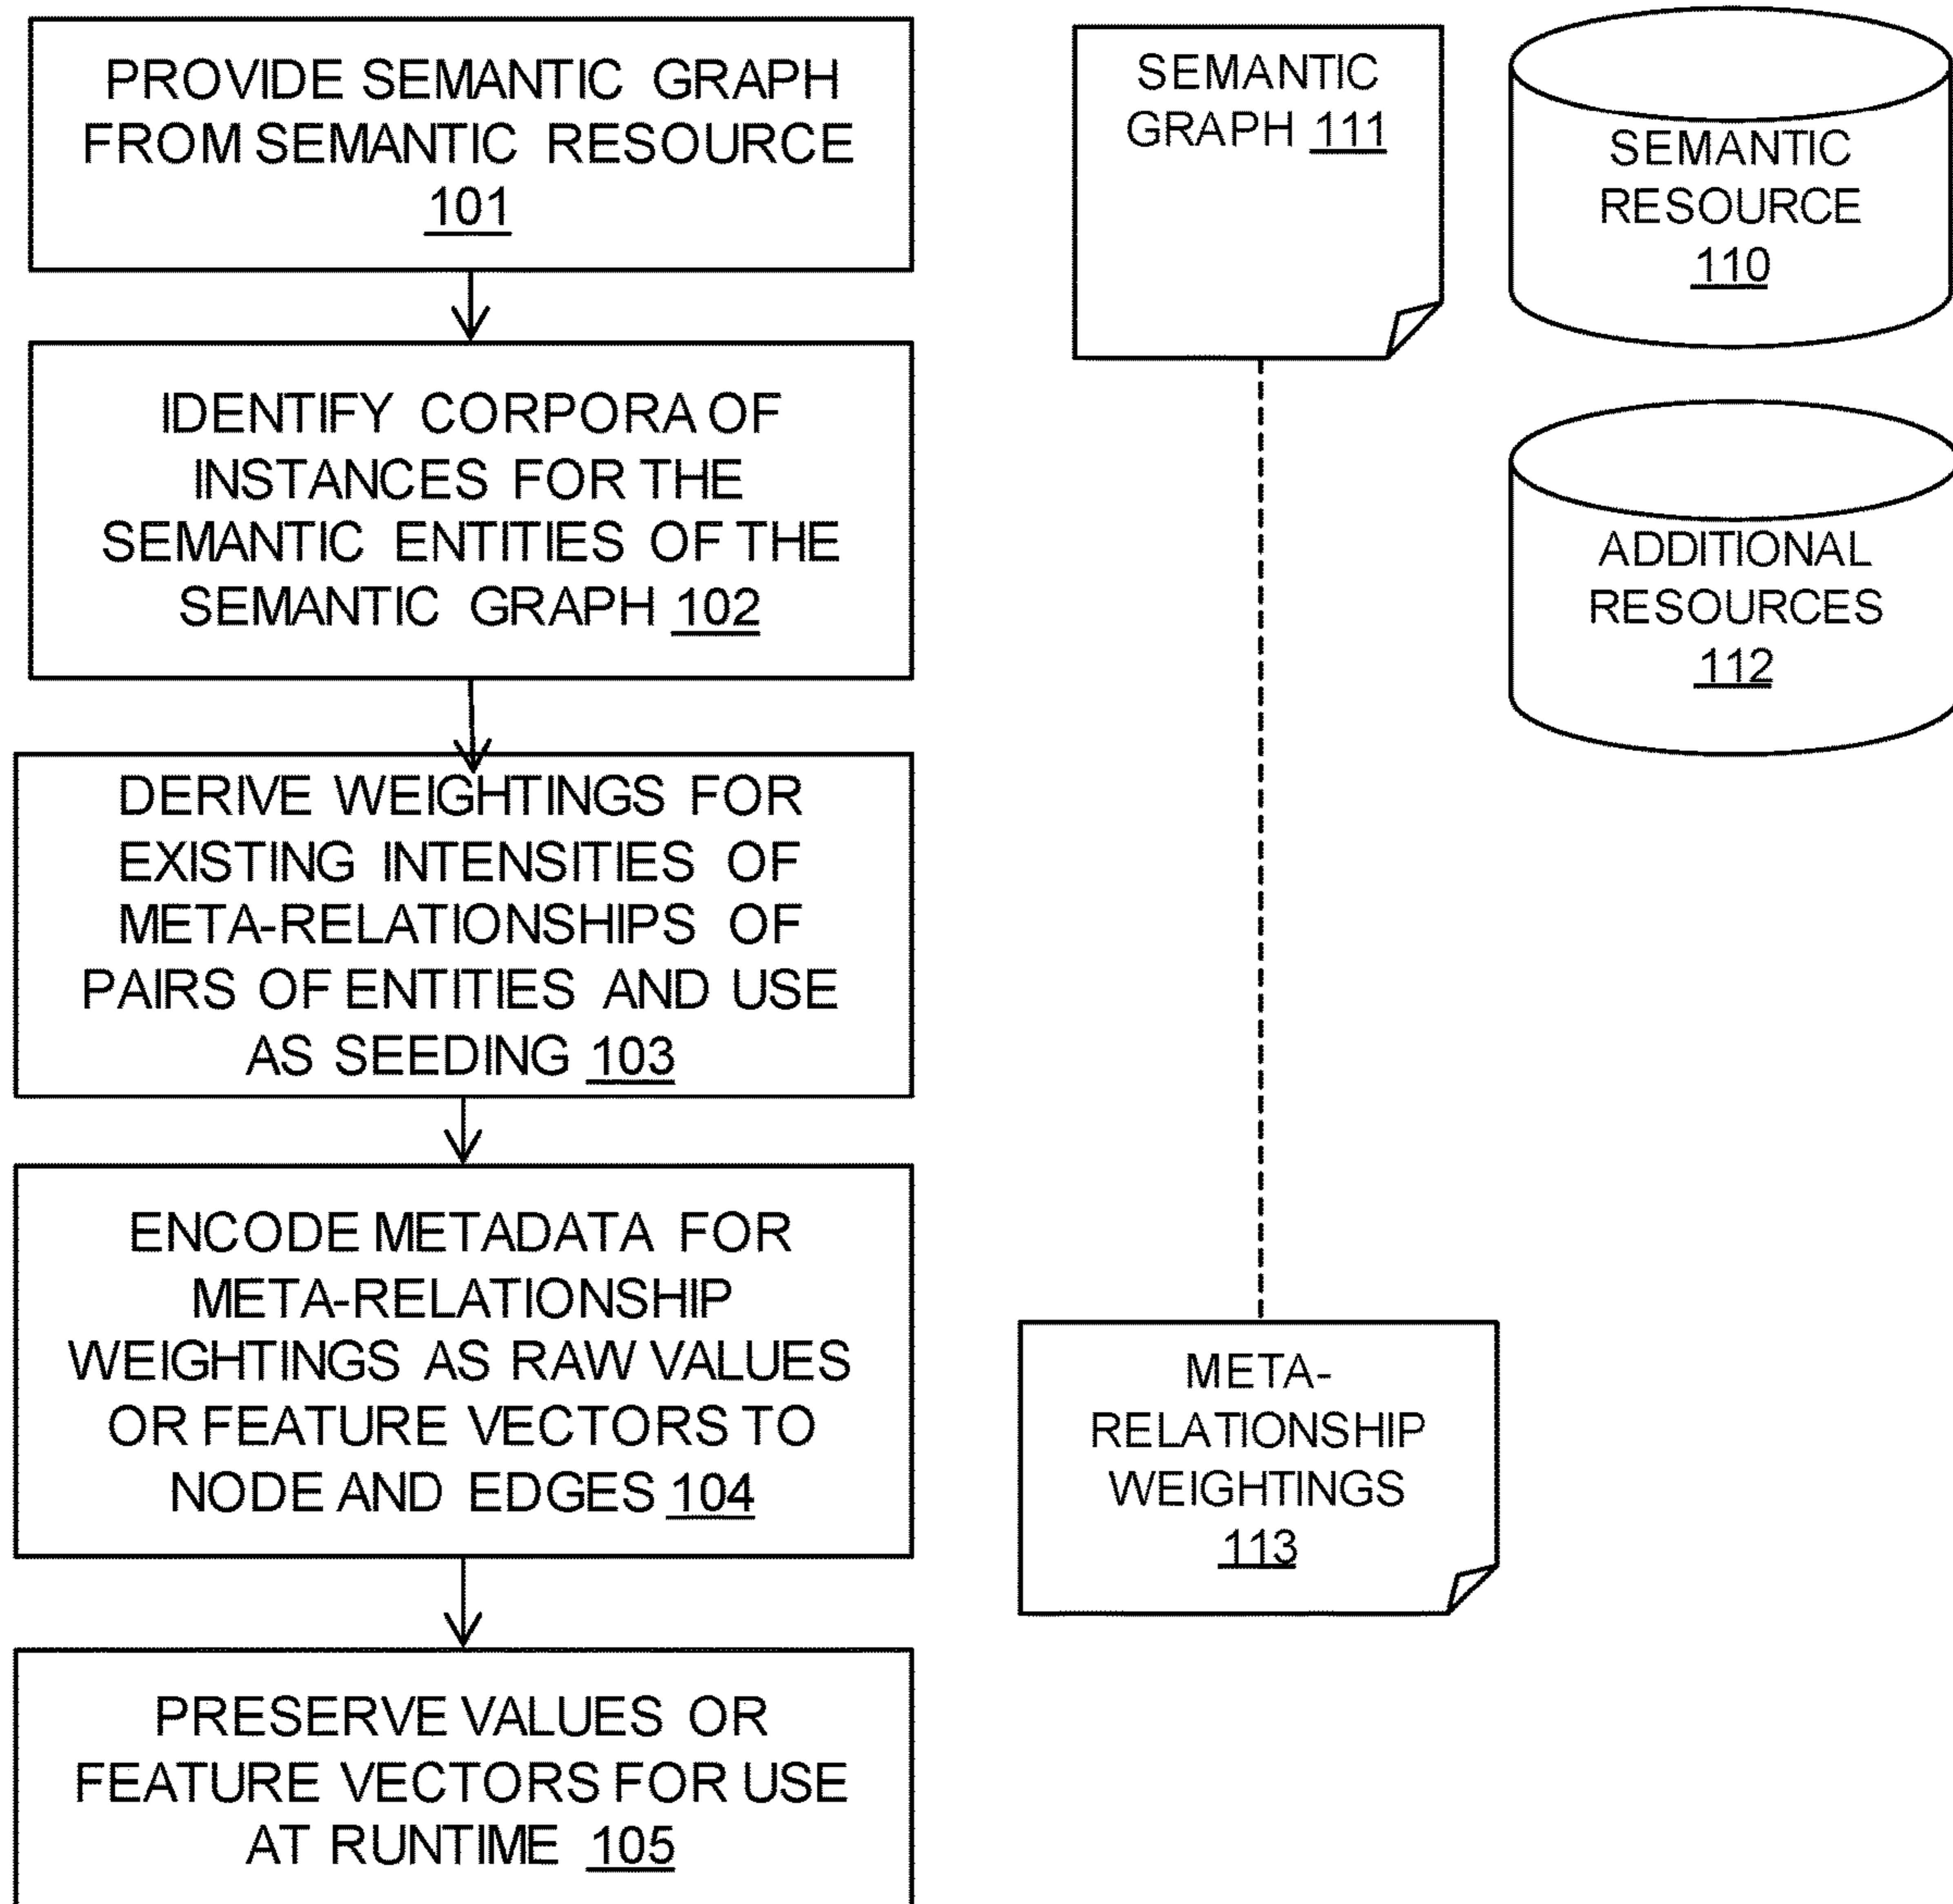 PROVIDE SEMANTIC GRAPH
FROM SEMANTIC RESOURCE
101
IDENTIFY CORPORA OF
INSTANCES FOR THE
SEMANTIC ENTITIES OF THE
SEMANTIC GRAPH 102
DERIVE WEIGHTINGS FOR
EXISTING INTENSITIES OF
META-RELATIONSHIPS OF
PAIRS OF ENTITIES AND USE
AS SEEDING 103
ENCODE METADATA FOR
META-RELATIONSHIP
WEIGHTINGS AS RAW VALUES
OR FEATURE VECTORS TO
NODE AND EDGES 104
PRESERVE VALUES OR
FEATURE VECTORS FOR USE
AT RUNTIME 105
SEMANTIC
GRAPH 111
SEMANTIC
RESOURCE
110
ADDITIONAL
RESOURCES
112
META-
RELATIONSHIP
WEIGHTINGS
113